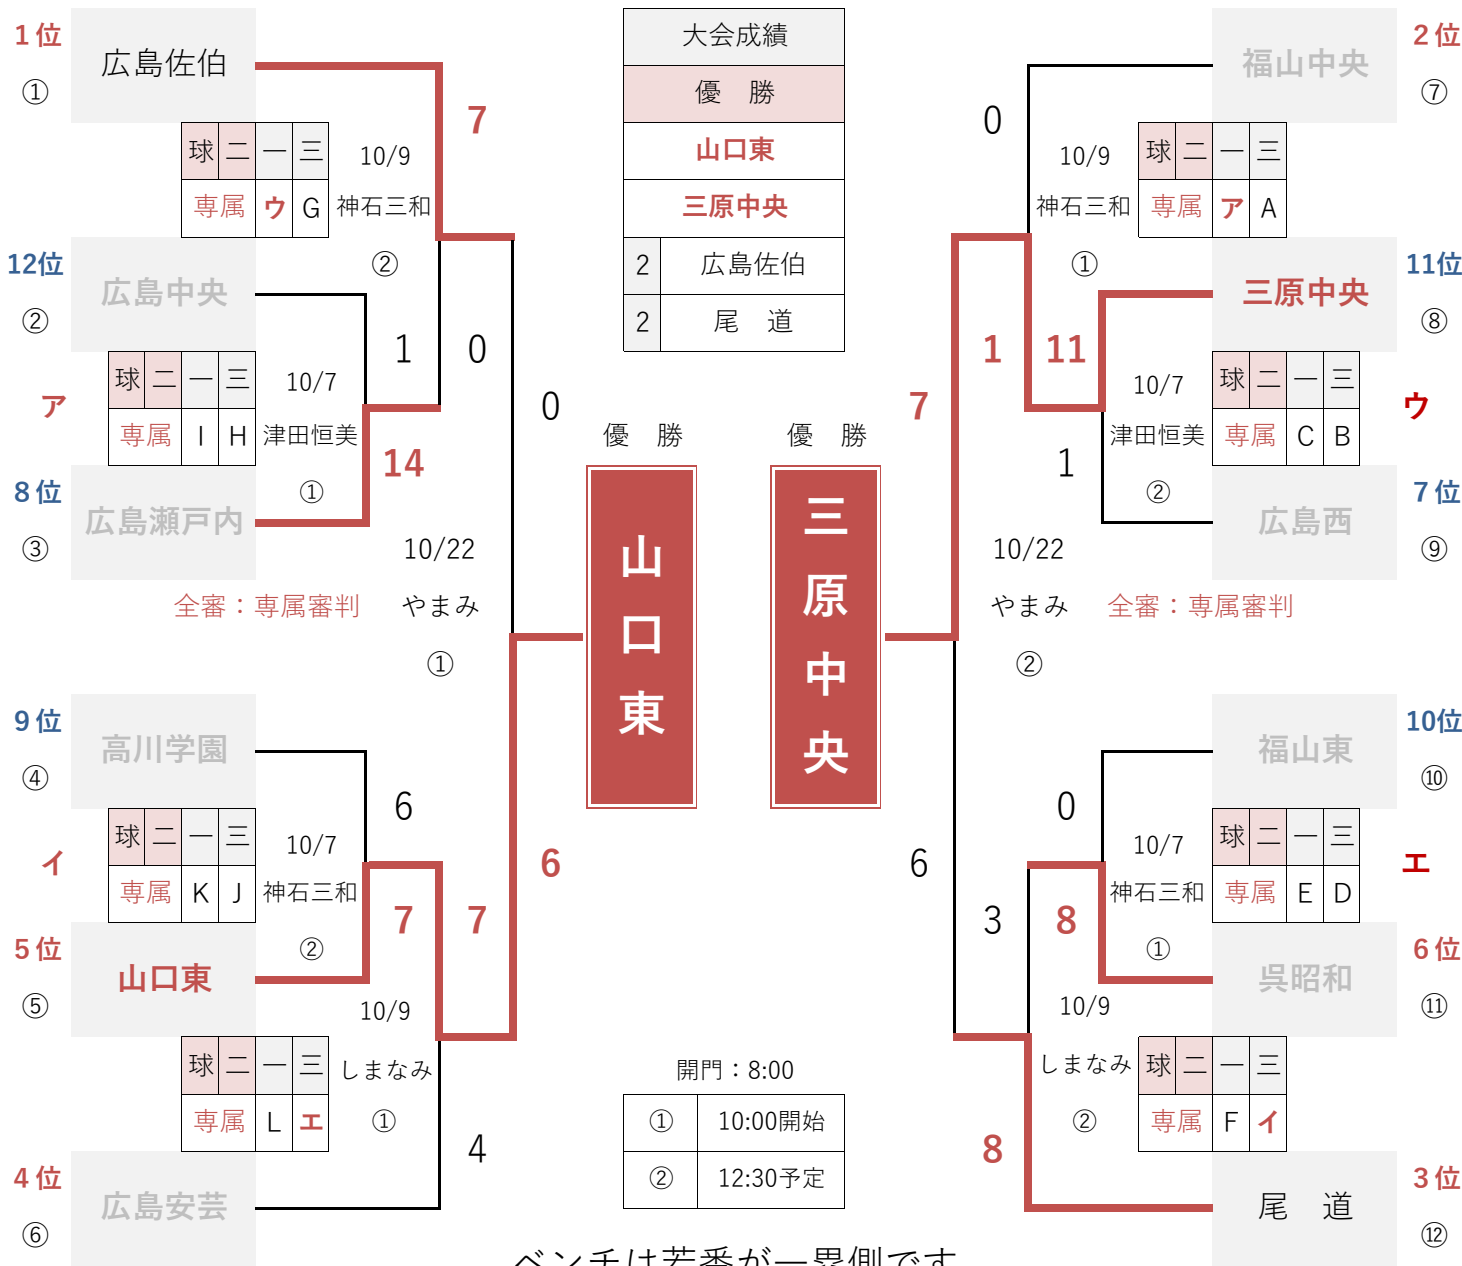 1位
①
広島佐伯
7
球 二 一 三
専属 ウ G
10/9
神石三和
②
12位
②
広島中央
1
0
0
ア
球 二 一 三
専属 I H
10/7
津田恒美
①
14
8位
③
広島瀬戸内
10/22
やまみ
①
全審：専属審判
9位
④
高川学園
6
イ
球 二 一 三
専属 K J
10/7
神石三和
②
7
7
6
5位
⑤
山口東
10/9
しまなみ
①
球 二 一 三
専属 L エ
4
4位
⑥
広島安芸
大会成績
優　勝
山口東
三原中央
2 広島佐伯
2 尾　道
優　勝
山口東
優　勝
三原中央
開門：8:00
① 10:00開始
② 12:30予定
ベンチは若番が一塁側です
2位
⑦
福山中央
0
10/9
神石三和
①
球 二 一 三
専属 ア A
11位
⑧
三原中央
1
11
7
10/7
津田恒美
②
球 二 一 三
専属 C B
ウ
1
7位
⑨
広島西
10/22
やまみ
②
全審：専属審判
10位
⑩
福山東
0
6
10/7
神石三和
①
球 二 一 三
専属 E D
エ
3
8
6位
⑪
呉昭和
10/9
しまなみ
②
球 二 一 三
専属 F イ
8
3位
⑫
尾　道